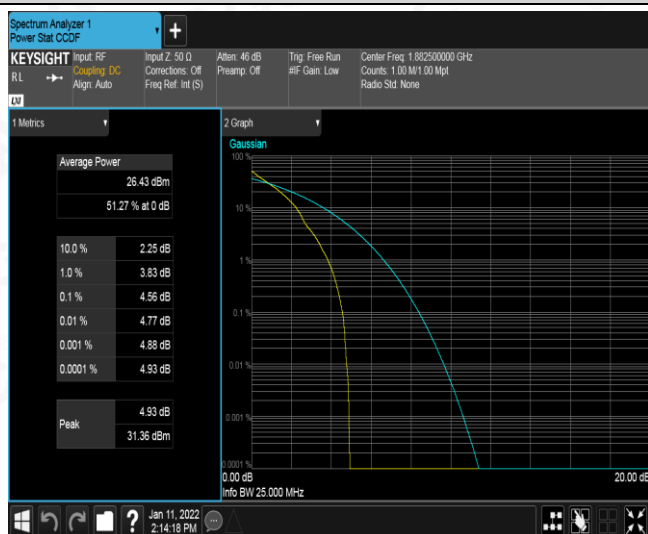 Spectrum Analyzer 1
Power Stat CCDF
+
KEYSIGHT
RL
LXI
Input: RF
Coupling: DC
Align: Auto
Input Z: 50 Ω
Corrections: Off
Freq Ref: Int (S)
Atten: 46 dB
Preamp: Off
Trig: Free Run
#IF Gain: Low
Center Freq: 1.882500000 GHz
Counts: 1.00 M/1.00 Mpt
Radio Std: None
1 Metrics
Average Power
26.43 dBm
51.27 % at 0 dB
10.0 % 2.25 dB
1.0 % 3.83 dB
0.1 % 4.56 dB
0.01 % 4.77 dB
0.001 % 4.88 dB
0.0001 % 4.93 dB
Peak
4.93 dB
31.36 dBm
2 Graph
Gaussian
100 %
10 %
1 %
0.1 %
0.01 %
0.001 %
0.0001 %
0.00 dB 20.00 dB
Info BW 25.000 MHz
?
Jan 11, 2022
2:14:18 PM